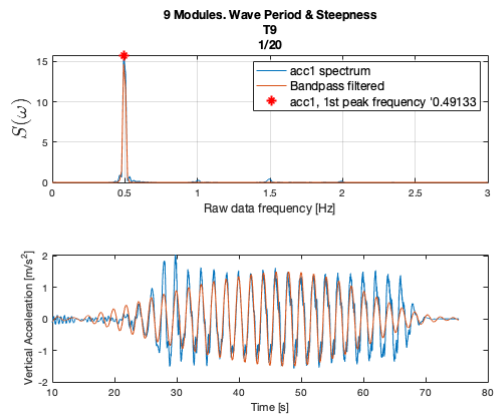 9 Modules. Wave Period & Steepness
T9
1/20
acc1 spectrum
Bandpass filtered
acc1, 1st peak frequency '0.49133
S(ω)
15
10
5
0
0 0.5 1 1.5 2 2.5 3
Raw data frequency [Hz]
Vertical Acceleration [m/s²]
2
1
0
-1
-2
10 20 30 40 50 60 70 80
Time [s]